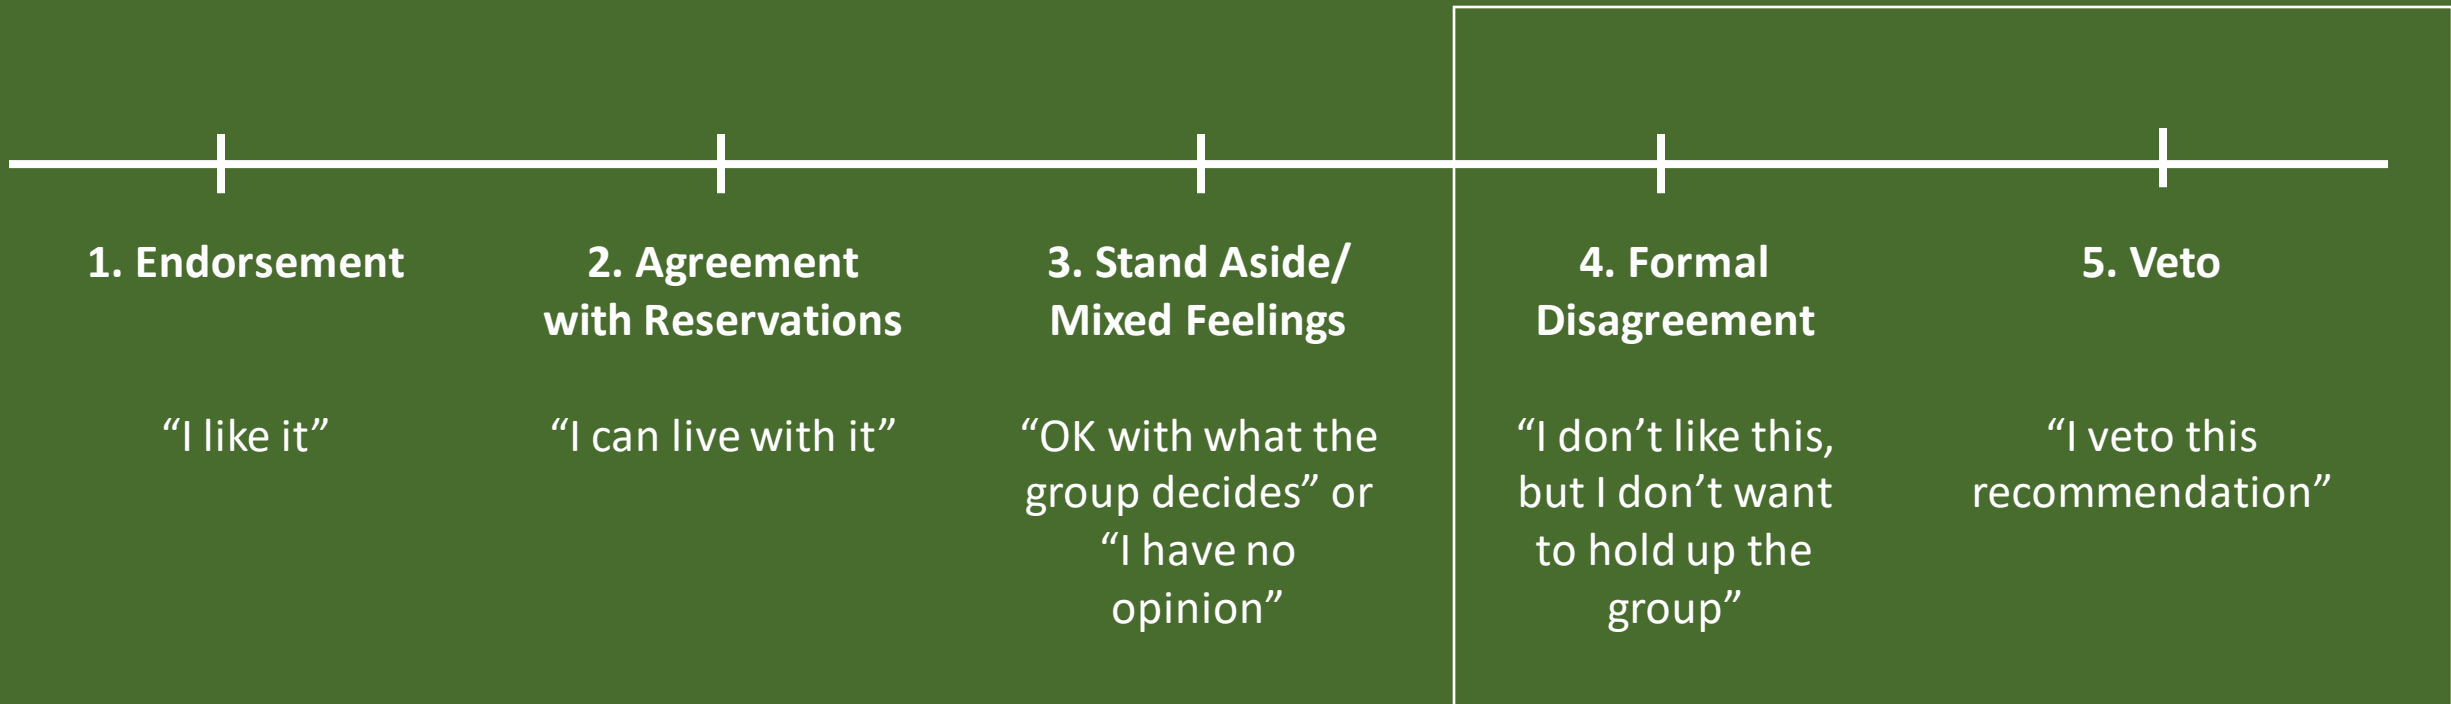 1. Endorsement
“I like it”
2. Agreement
with Reservations
“I can live with it”
3. Stand Aside/
Mixed Feelings
“OK with what the
group decides” or
“I have no
opinion”
4. Formal
Disagreement
“I don’t like this,
but I don’t want
to hold up the
group”
5. Veto
“I veto this
recommendation”